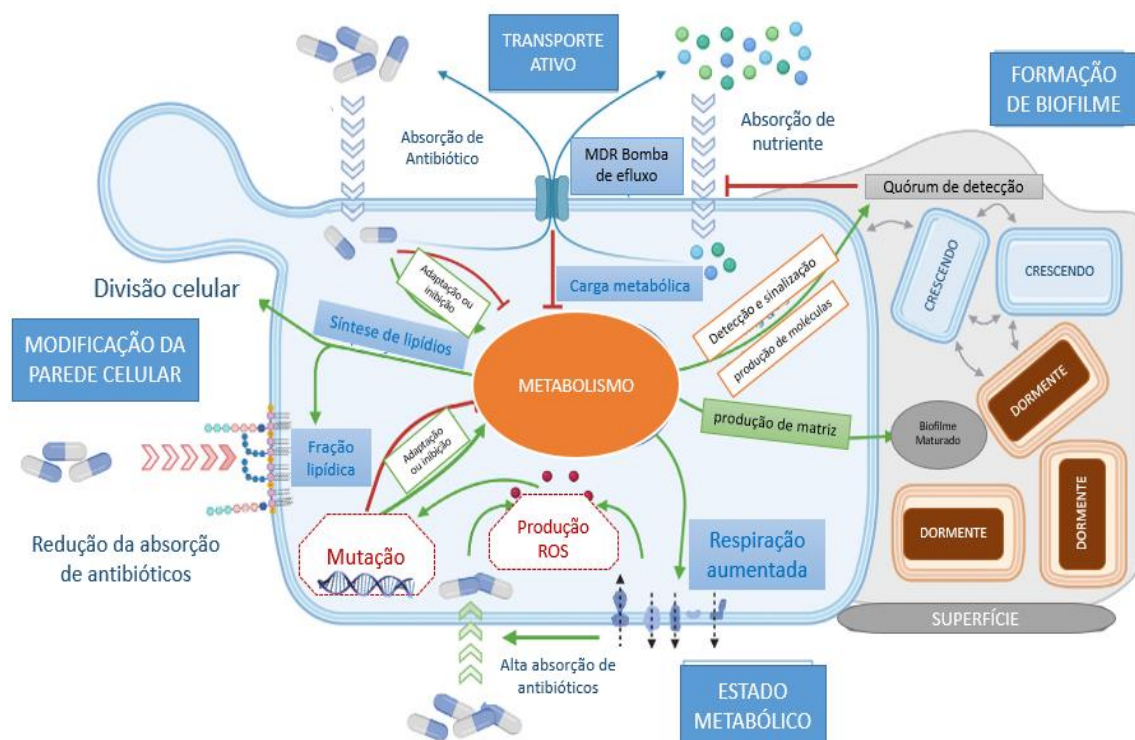 TRANSPORTE
ATIVO
FORMAÇÃO
DE BIOFILME
Absorção de
Antibiótico
MDR Bomba
de efluxo
Absorção de
nutriente
Quórum de detecção
CRESCENDO
CRESCENDO
Divisão celular
Adaptação ou
inibição
Carga metabólica
Detecção e sinalização
produção de moléculas
Síntese de lipídios
MODIFICAÇÃO DA
PAREDE CELULAR
METABOLISMO
DORMENTE
produção de matriz
Biofilme
Maturado
Fração
lipídica
Adaptação
ou inibição
DORMENTE
DORMENTE
Redução da absorção
de antibióticos
Mutação
Produção
ROS
Respiração
aumentada
SUPERFÍCIE
Alta absorção de
antibióticos
ESTADO
METABÓLICO